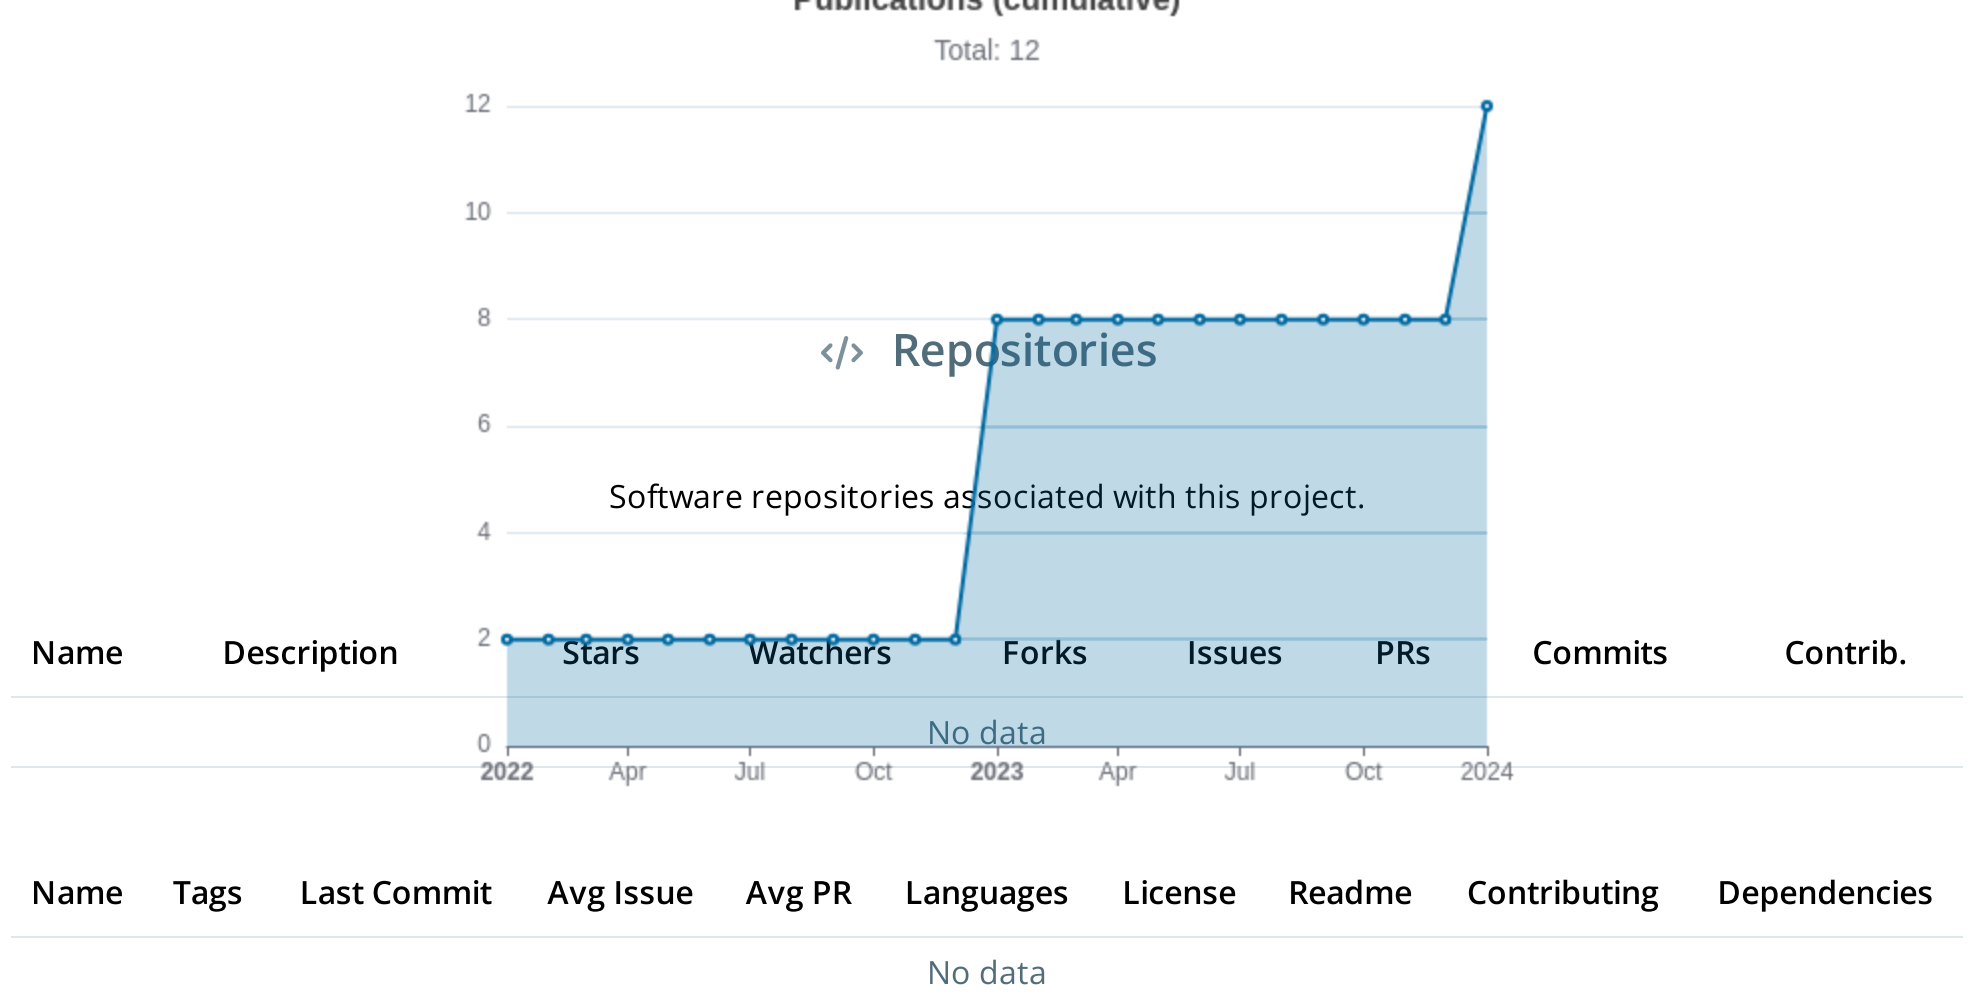 Publications (cumulative)
Total: 12
12
10
8
Repositories
6
Software repositories associated with this project.
4
2
Name Description Stars Watchers Forks Issues PRs Commits Contrib.
No data
0
2022 Apr Jul Oct 2023 Apr Jul Oct 2024
Name Tags Last Commit Avg Issue Avg PR Languages License Readme Contributing Dependencies
No data